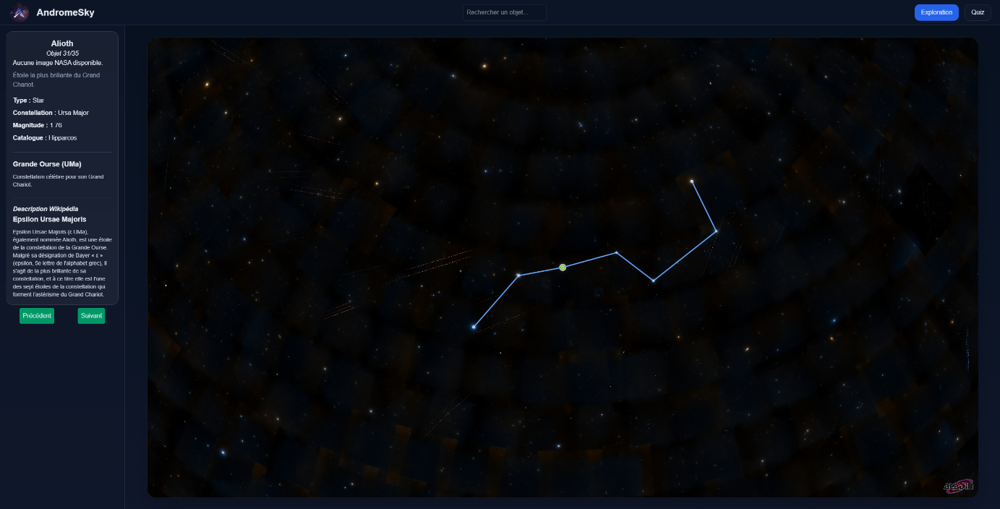 AndromeSky
Rechercher un objet...
Exploration
Quiz
Alioth
Objet 31/35
Aucune image NASA disponible.
Étoile la plus brillante du Grand
Chariot.
Type : Star
Constellation : Ursa Major
Magnitude : 1.76
Catalogue : Hipparcos
Grande Ourse (UMa)
Constellation célèbre pour son Grand
Chariot.
Description Wikipédia
Epsilon Ursae Majoris
Epsilon Ursae Majoris (ε UMa),
également nommée Alioth, est une étoile
de la constellation de la Grande Ourse.
Malgré sa désignation de Bayer « ε »
(epsilon, 5e lettre de l'alphabet grec), il
s'agit de la plus brillante de sa
constellation, et à ce titre elle est l'une
des sept étoiles de la constellation qui
forment l'astérisme du Grand Chariot.
Précédent
Suivant
ALADIN